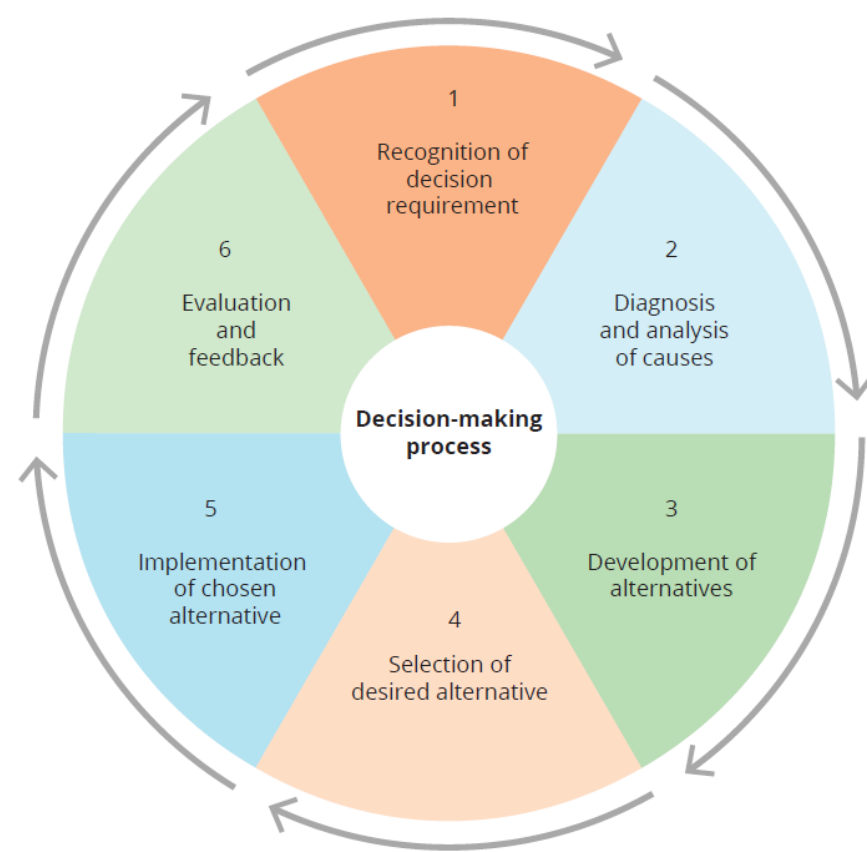 1
Recognition of
decision
requirement
2
Diagnosis
and analysis
of causes
3
Development of
alternatives
4
Selection of
desired alternative
5
Implementation
of chosen
alternative
6
Evaluation
and
feedback
Decision-making
process